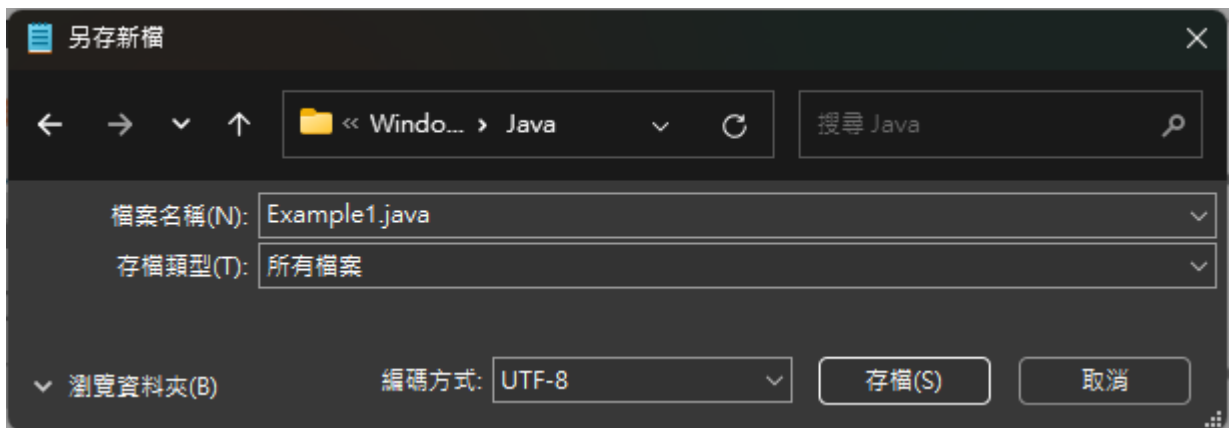 另存新檔
« Windo... › Java
搜尋 Java
檔案名稱(N): Example1.java
存檔類型(T): 所有檔案
瀏覽資料夾(B)
編碼方式: UTF-8
存檔(S)
取消